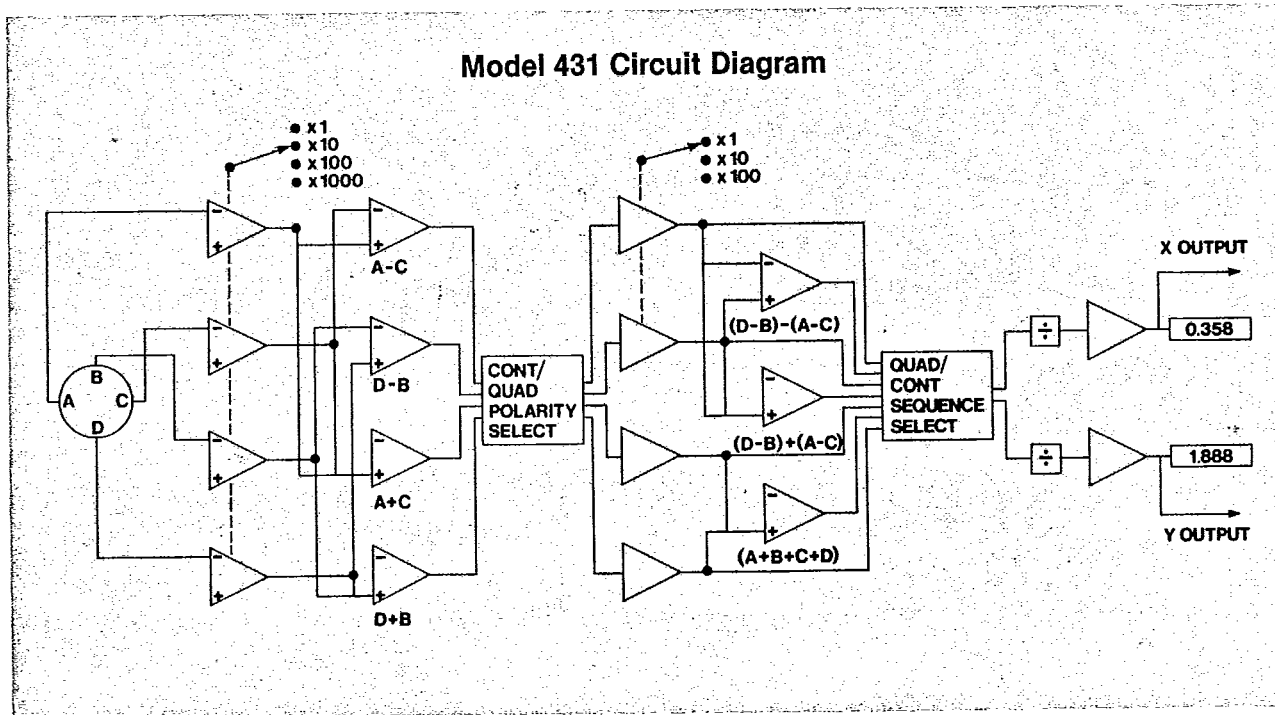 Model 431 Circuit Diagram
x1
x10
x100
x1000
x1
x10
x100
A
B
C
D
−
+
−
+
−
+
−
+
−
+
A−C
−
+
D−B
−
+
A+C
−
+
D+B
CONT/
QUAD
POLARITY
SELECT
−
+
(D−B)−(A−C)
−
+
(D−B)+(A−C)
−
+
(A+B+C+D)
QUAD/
CONT
SEQUENCE
SELECT
÷
÷
X OUTPUT
0.358
1.888
Y OUTPUT